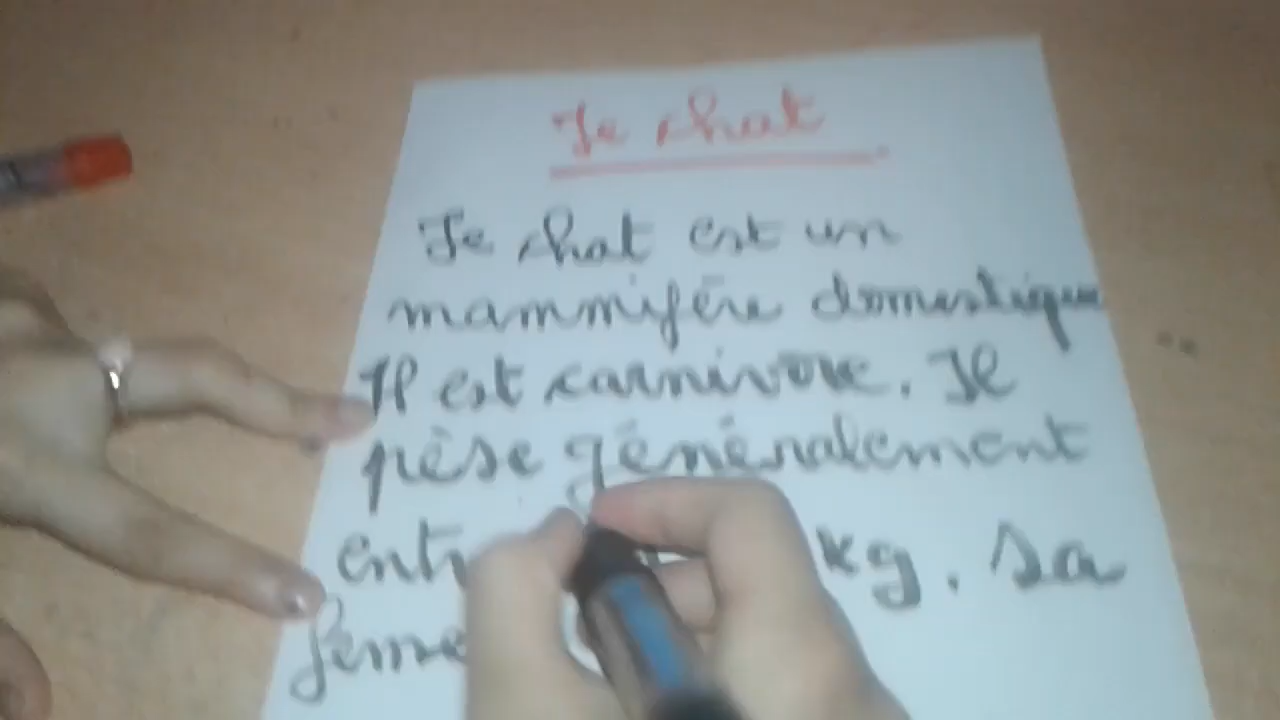 Le chat
Le chat est un
mammifère domestique
Il est carnivore. Il
pèse généralement
kg. Sa